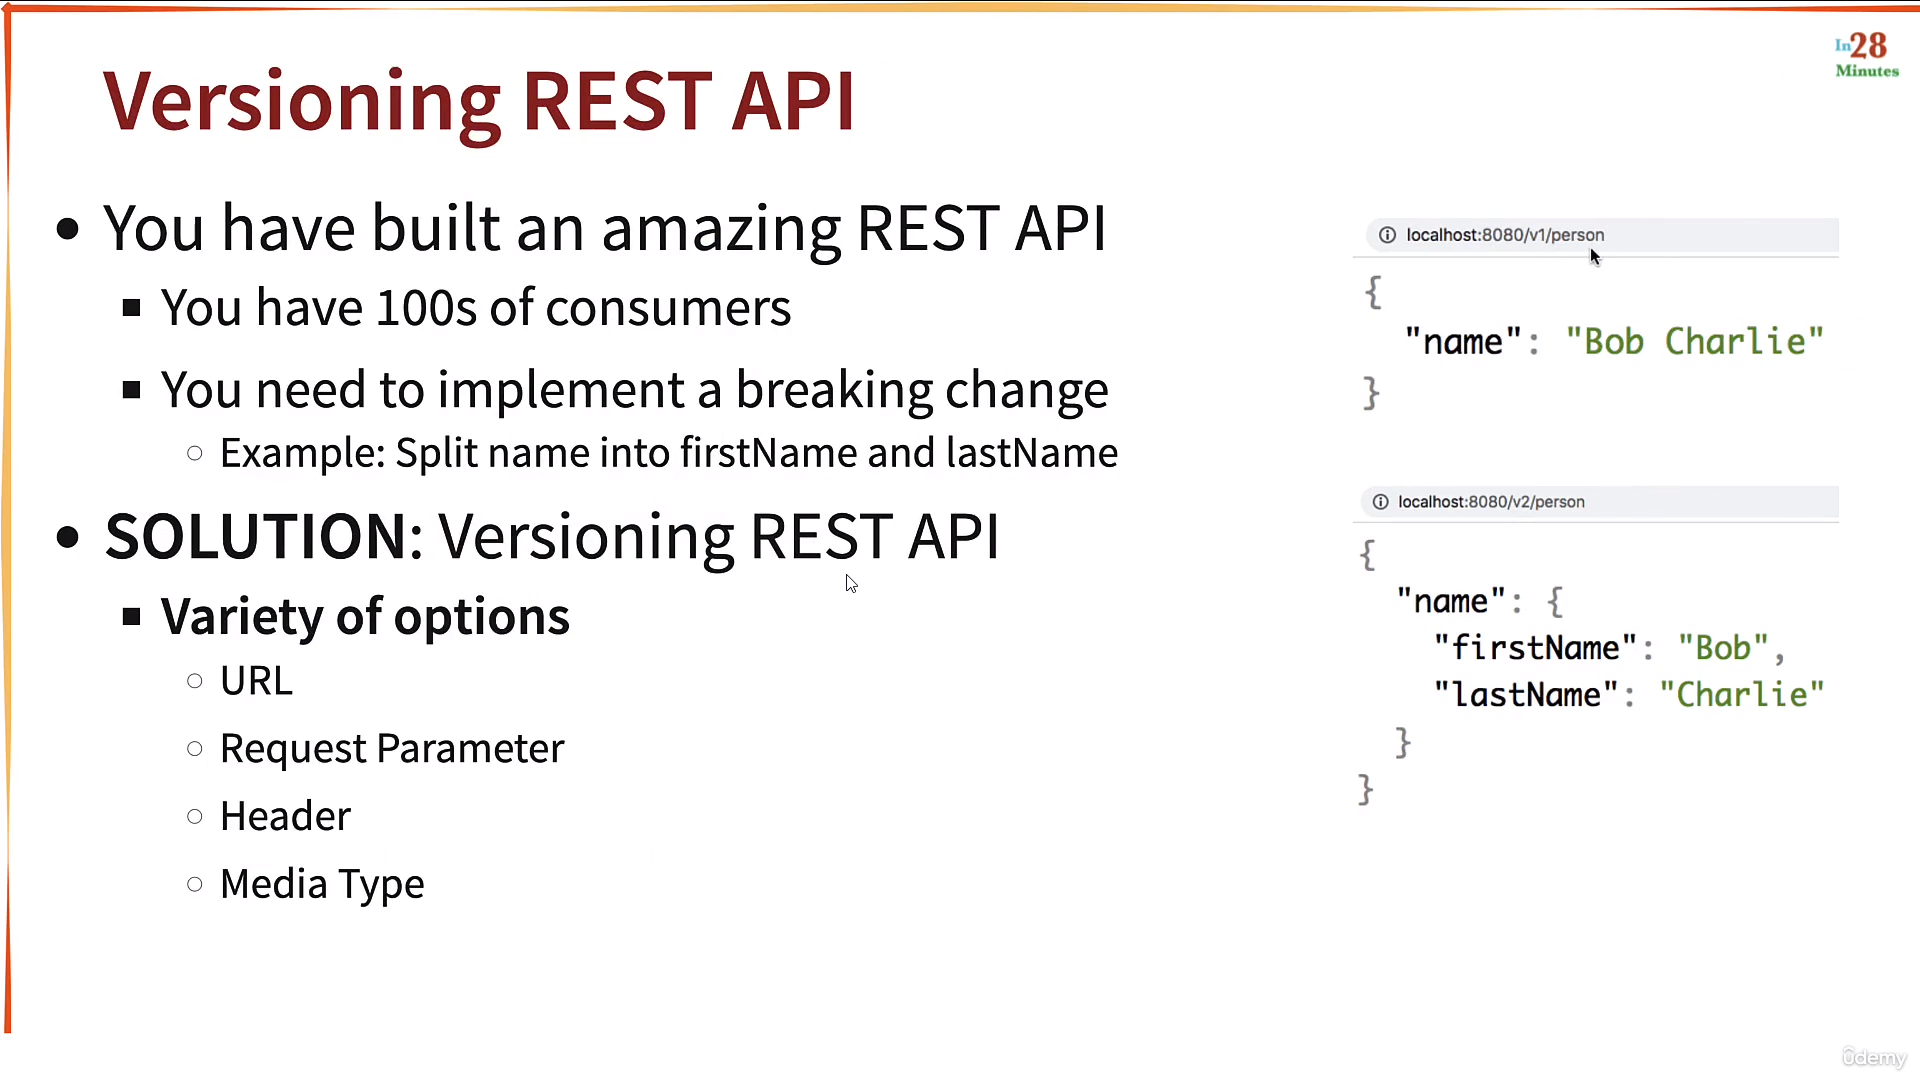 In28
Minutes
Versioning REST API
You have built an amazing REST API
You have 100s of consumers
You need to implement a breaking change
Example: Split name into firstName and lastName
SOLUTION: Versioning REST API
Variety of options
URL
Request Parameter
Header
Media Type
localhost:8080/v1/person
{
"name": "Bob Charlie"
}
localhost:8080/v2/person
{
"name": {
"firstName": "Bob",
"lastName": "Charlie"
}
}
ûdemy